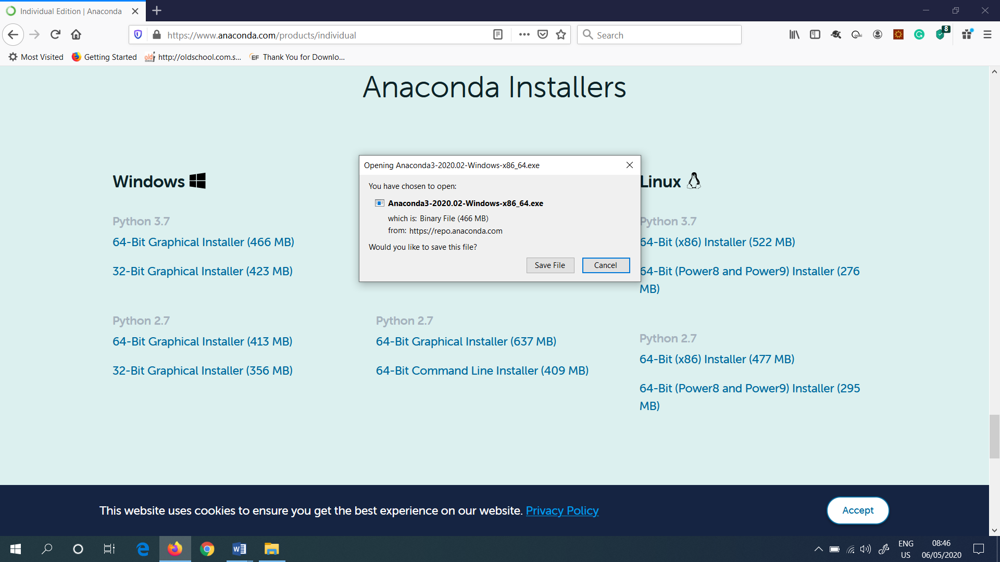 Individual Edition | Anaconda
https://www.anaconda.com/products/individual
Search
8
Most Visited
Getting Started
http://oldschool.com.s...
EF
Thank You for Downlo...
Anaconda Installers
Windows
Linux
Opening Anaconda3-2020.02-Windows-x86_64.exe
You have chosen to open:
Anaconda3-2020.02-Windows-x86_64.exe
which is: Binary File (466 MB)
from: https://repo.anaconda.com
Would you like to save this file?
Save File
Cancel
Python 3.7
64-Bit Graphical Installer (466 MB)
32-Bit Graphical Installer (423 MB)
Python 3.7
64-Bit (x86) Installer (522 MB)
64-Bit (Power8 and Power9) Installer (276
MB)
Python 2.7
64-Bit Graphical Installer (413 MB)
32-Bit Graphical Installer (356 MB)
Python 2.7
64-Bit Graphical Installer (637 MB)
64-Bit Command Line Installer (409 MB)
Python 2.7
64-Bit (x86) Installer (477 MB)
64-Bit (Power8 and Power9) Installer (295
MB)
This website uses cookies to ensure you get the best experience on our website. Privacy Policy
Accept
ENG
US
08:46
06/05/2020